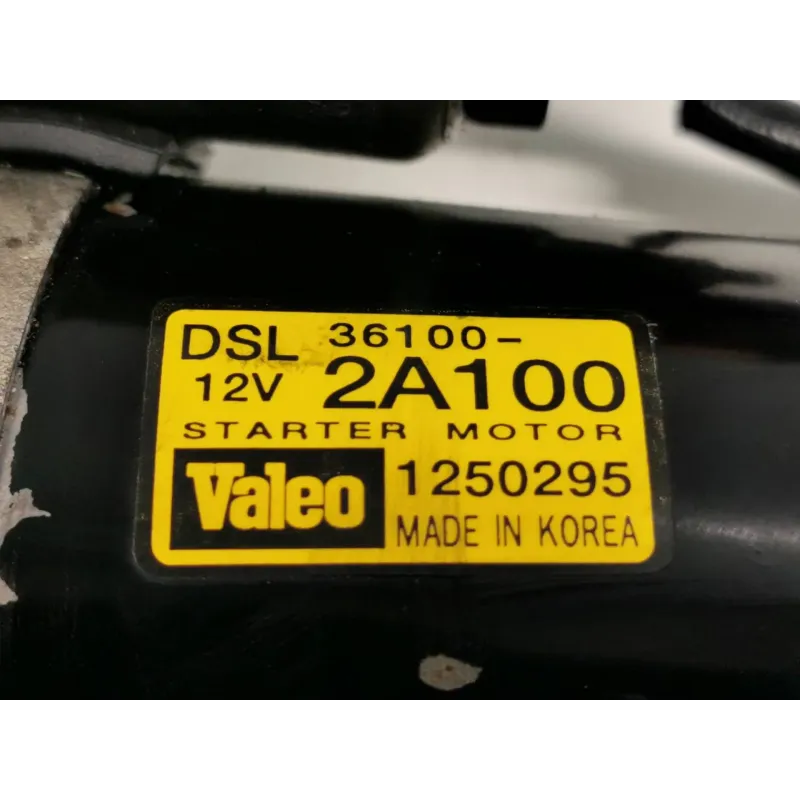 DSL 36100-
12V 2A100
STARTER MOTOR
Valeo 1250295
MADE IN KOREA